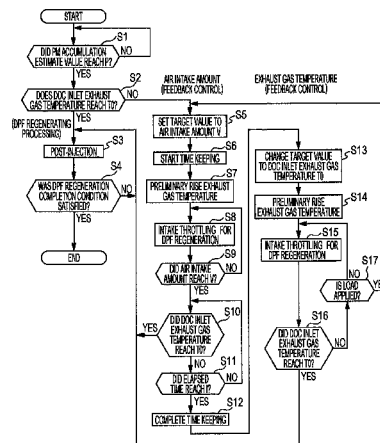 START
S1
DID PM ACCUMULATION
ESTIMATE VALUE REACH P?
NO
YES
S2
DOES DOC INLET EXHAUST
GAS TEMPERATURE REACH T0?
NO
YES
(DPF REGENERATING
PROCESSING)
S3
POST-INJECTION
S4
WAS DPF REGENERATION
COMPLETION CONDITION
SATISFIED?
NO
YES
END
AIR INTAKE AMOUNT
(FEEDBACK CONTROL)
S5
SET TARGET VALUE TO
AIR INTAKE AMOUNT V
S6
START TIME KEEPING
S7
PRELIMINARY RISE EXHAUST
GAS TEMPERATURE
S8
INTAKE THROTTLING FOR
DPF REGENERATION
S9
DID AIR INTAKE
AMOUNT REACH V?
NO
YES
S10
DID DOC INLET
EXHAUST GAS
TEMPERATURE
REACH T0?
YES
NO
S11
DID ELAPSED
TIME REACH I?
NO
YES
S12
COMPLETE TIME KEEPING
EXHAUST GAS TEMPERATURE
(FEEDBACK CONTROL)
S13
CHANGE TARGET VALUE
TO DOC INLET EXHAUST GAS
TEMPERATURE T0
S14
PRELIMINARY RISE
EXHAUST GAS TEMPERATURE
S15
INTAKE THROTTLING FOR
DPF REGENERATION
S16
DID DOC INLET
EXHAUST GAS
TEMPERATURE
REACH T0?
NO
YES
S17
IS LOAD
APPLIED?
NO